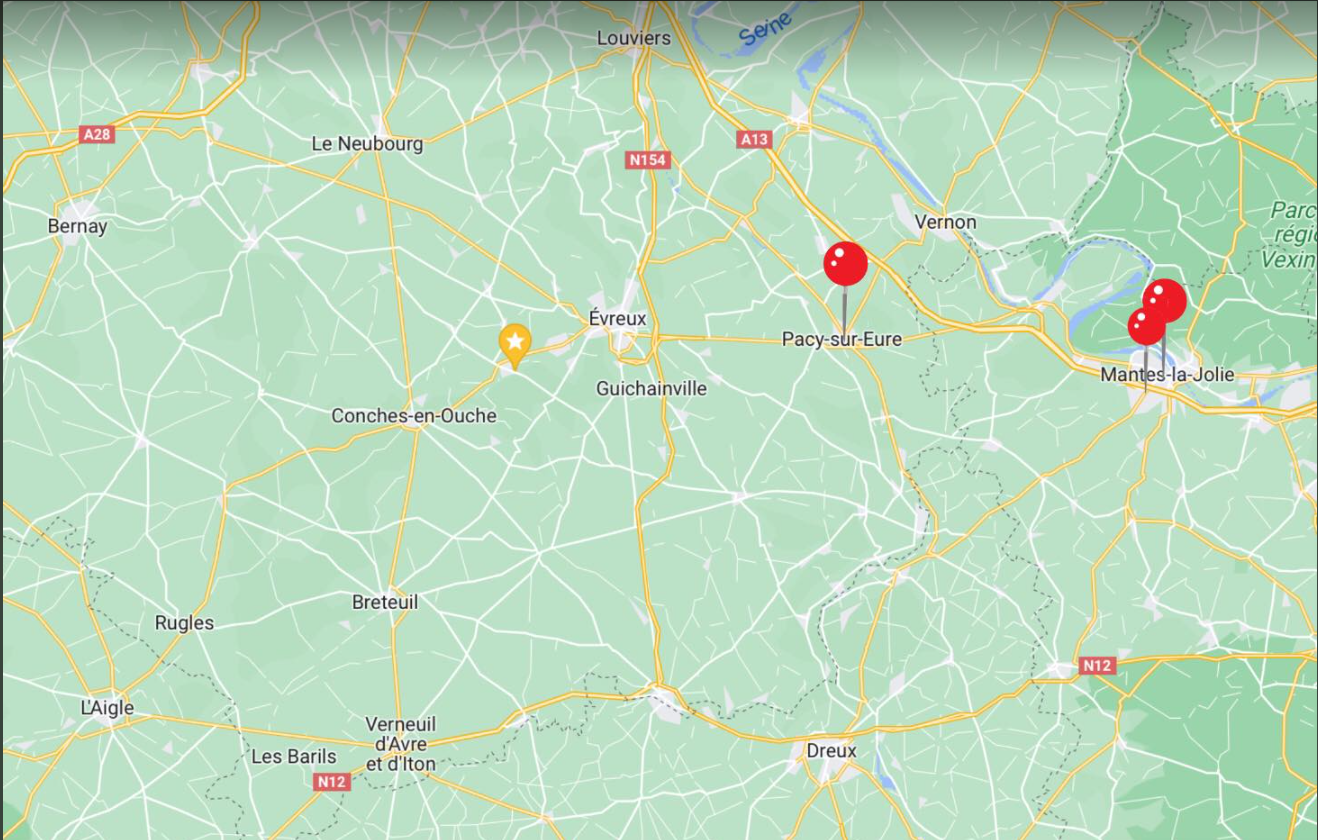 Louviers
Seine
A28
Le Neubourg
N154
A13
Bernay
Vernon
Parc
régio
Vexin
Évreux
Pacy-sur-Eure
Mantes-la-Jolie
Guichainville
Conches-en-Ouche
Breteuil
Rugles
N12
L'Aigle
Verneuil
d'Avre
et d'Iton
Les Barils
Dreux
N12